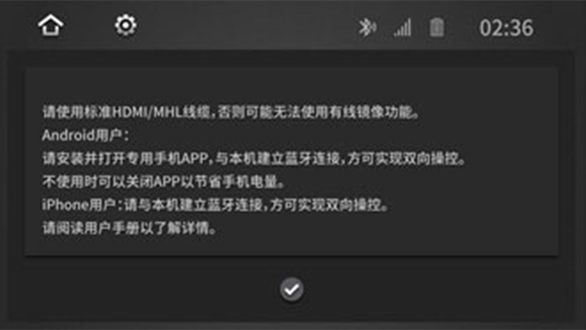 02:36
请使用标准HDMI/MHL线缆，否则可能无法使用有线镜像功能。
Android用户：
请安装并打开专用手机APP，与本机建立蓝牙连接，方可实现双向操控。
不使用时可以关闭APP以节省手机电量。
iPhone用户：请与本机建立蓝牙连接，方可实现双向操控。
请阅读用户手册以了解详情。